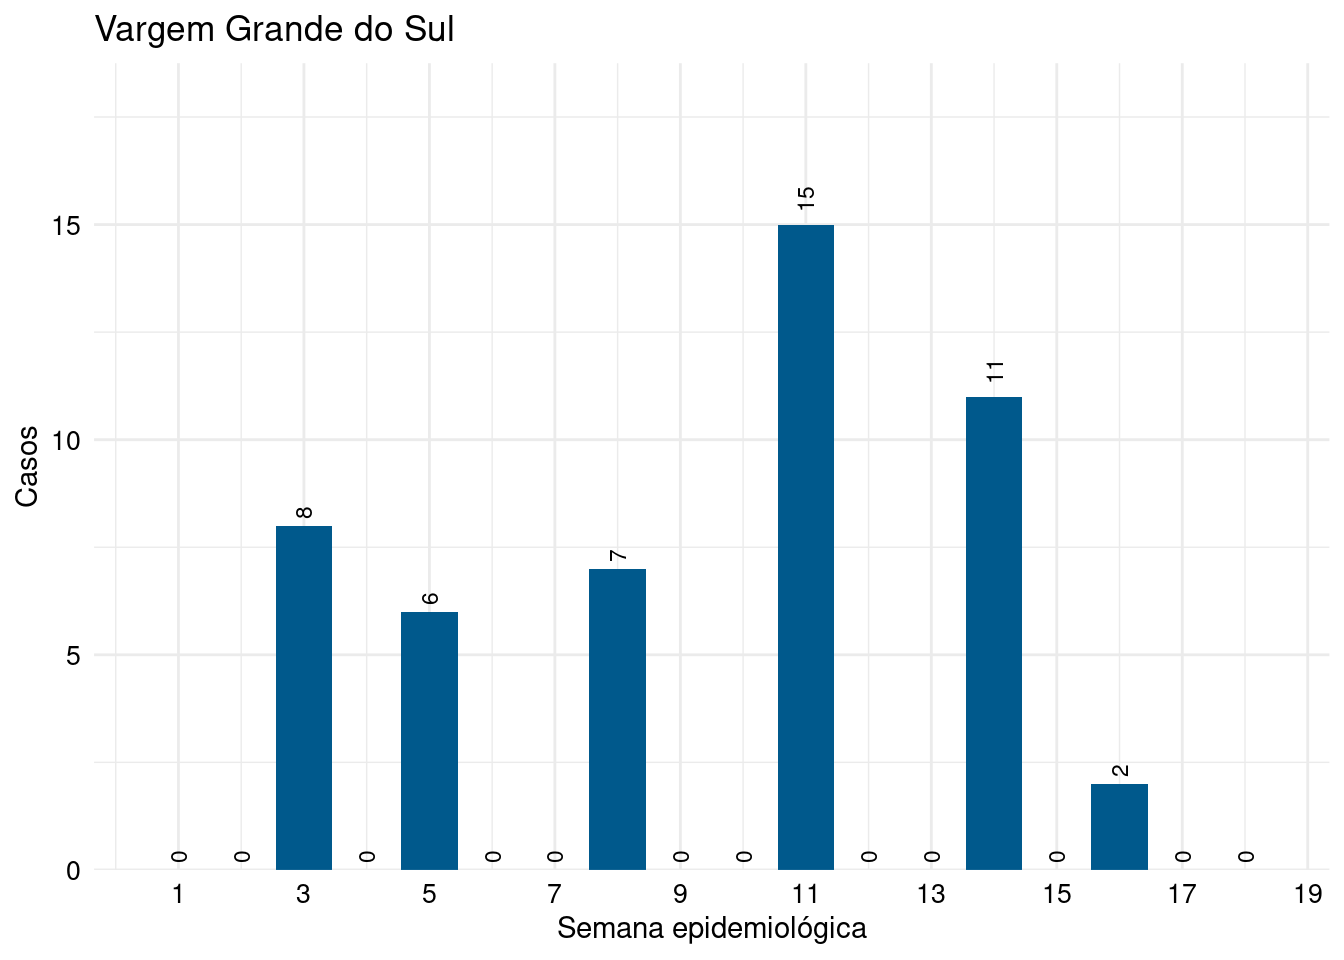 Vargem Grande do Sul
Casos
15
10
5
0
0 0 8 0 6 0 0 7 0 0 15 0 0 11 0 2 0 0
1 3 5 7 9 11 13 15 17 19
Semana epidemiológica